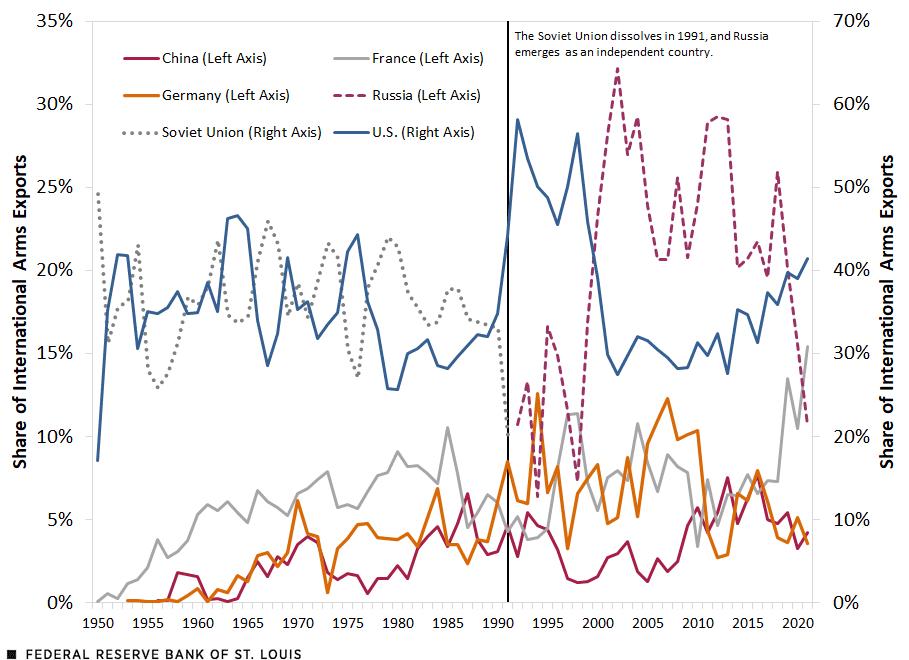 35%
70%
The Soviet Union dissolves in 1991, and Russia
emerges as an independent country.
China (Left Axis)
France (Left Axis)
Germany (Left Axis)
Russia (Left Axis)
Soviet Union (Right Axis)
U.S. (Right Axis)
30%
60%
25%
50%
20%
40%
15%
30%
10%
20%
5%
10%
0%
0%
Share of International Arms Exports
Share of International Arms Exports
1950 1955 1960 1965 1970 1975 1980 1985 1990 1995 2000 2005 2010 2015 2020
FEDERAL RESERVE BANK OF ST. LOUIS